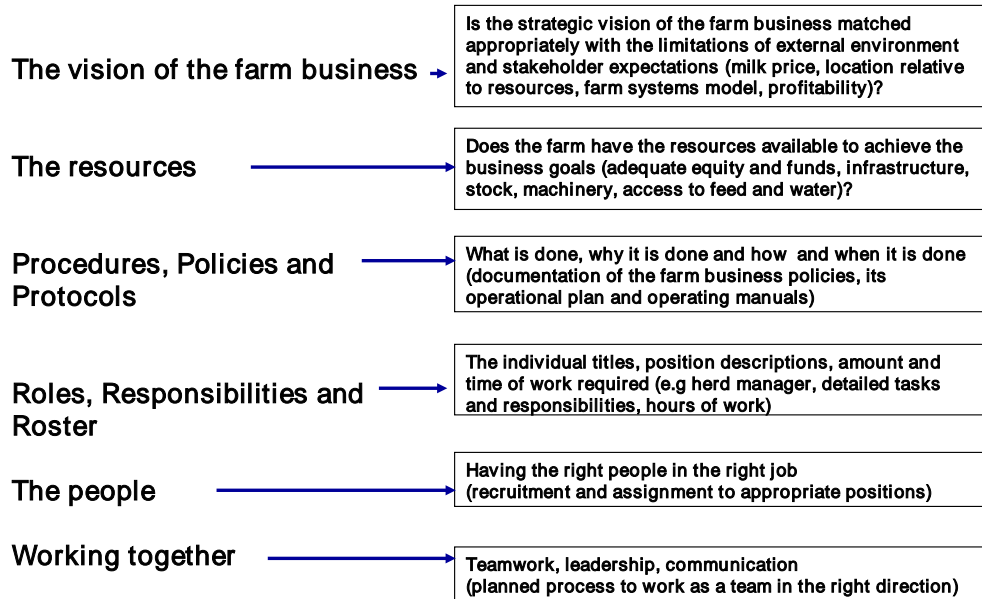 The vision of the farm business
Is the strategic vision of the farm business matched
appropriately with the limitations of external environment
and stakeholder expectations (milk price, location relative
to resources, farm systems model, profitability)?
The resources
Does the farm have the resources available to achieve the
business goals (adequate equity and funds, infrastructure,
stock, machinery, access to feed and water)?
Procedures, Policies and
Protocols
What is done, why it is done and how and when it is done
(documentation of the farm business policies, its
operational plan and operating manuals)
Roles, Responsibilities and
Roster
The individual titles, position descriptions, amount and
time of work required (e.g herd manager, detailed tasks
and responsibilities, hours of work)
The people
Having the right people in the right job
(recruitment and assignment to appropriate positions)
Working together
Teamwork, leadership, communication
(planned process to work as a team in the right direction)